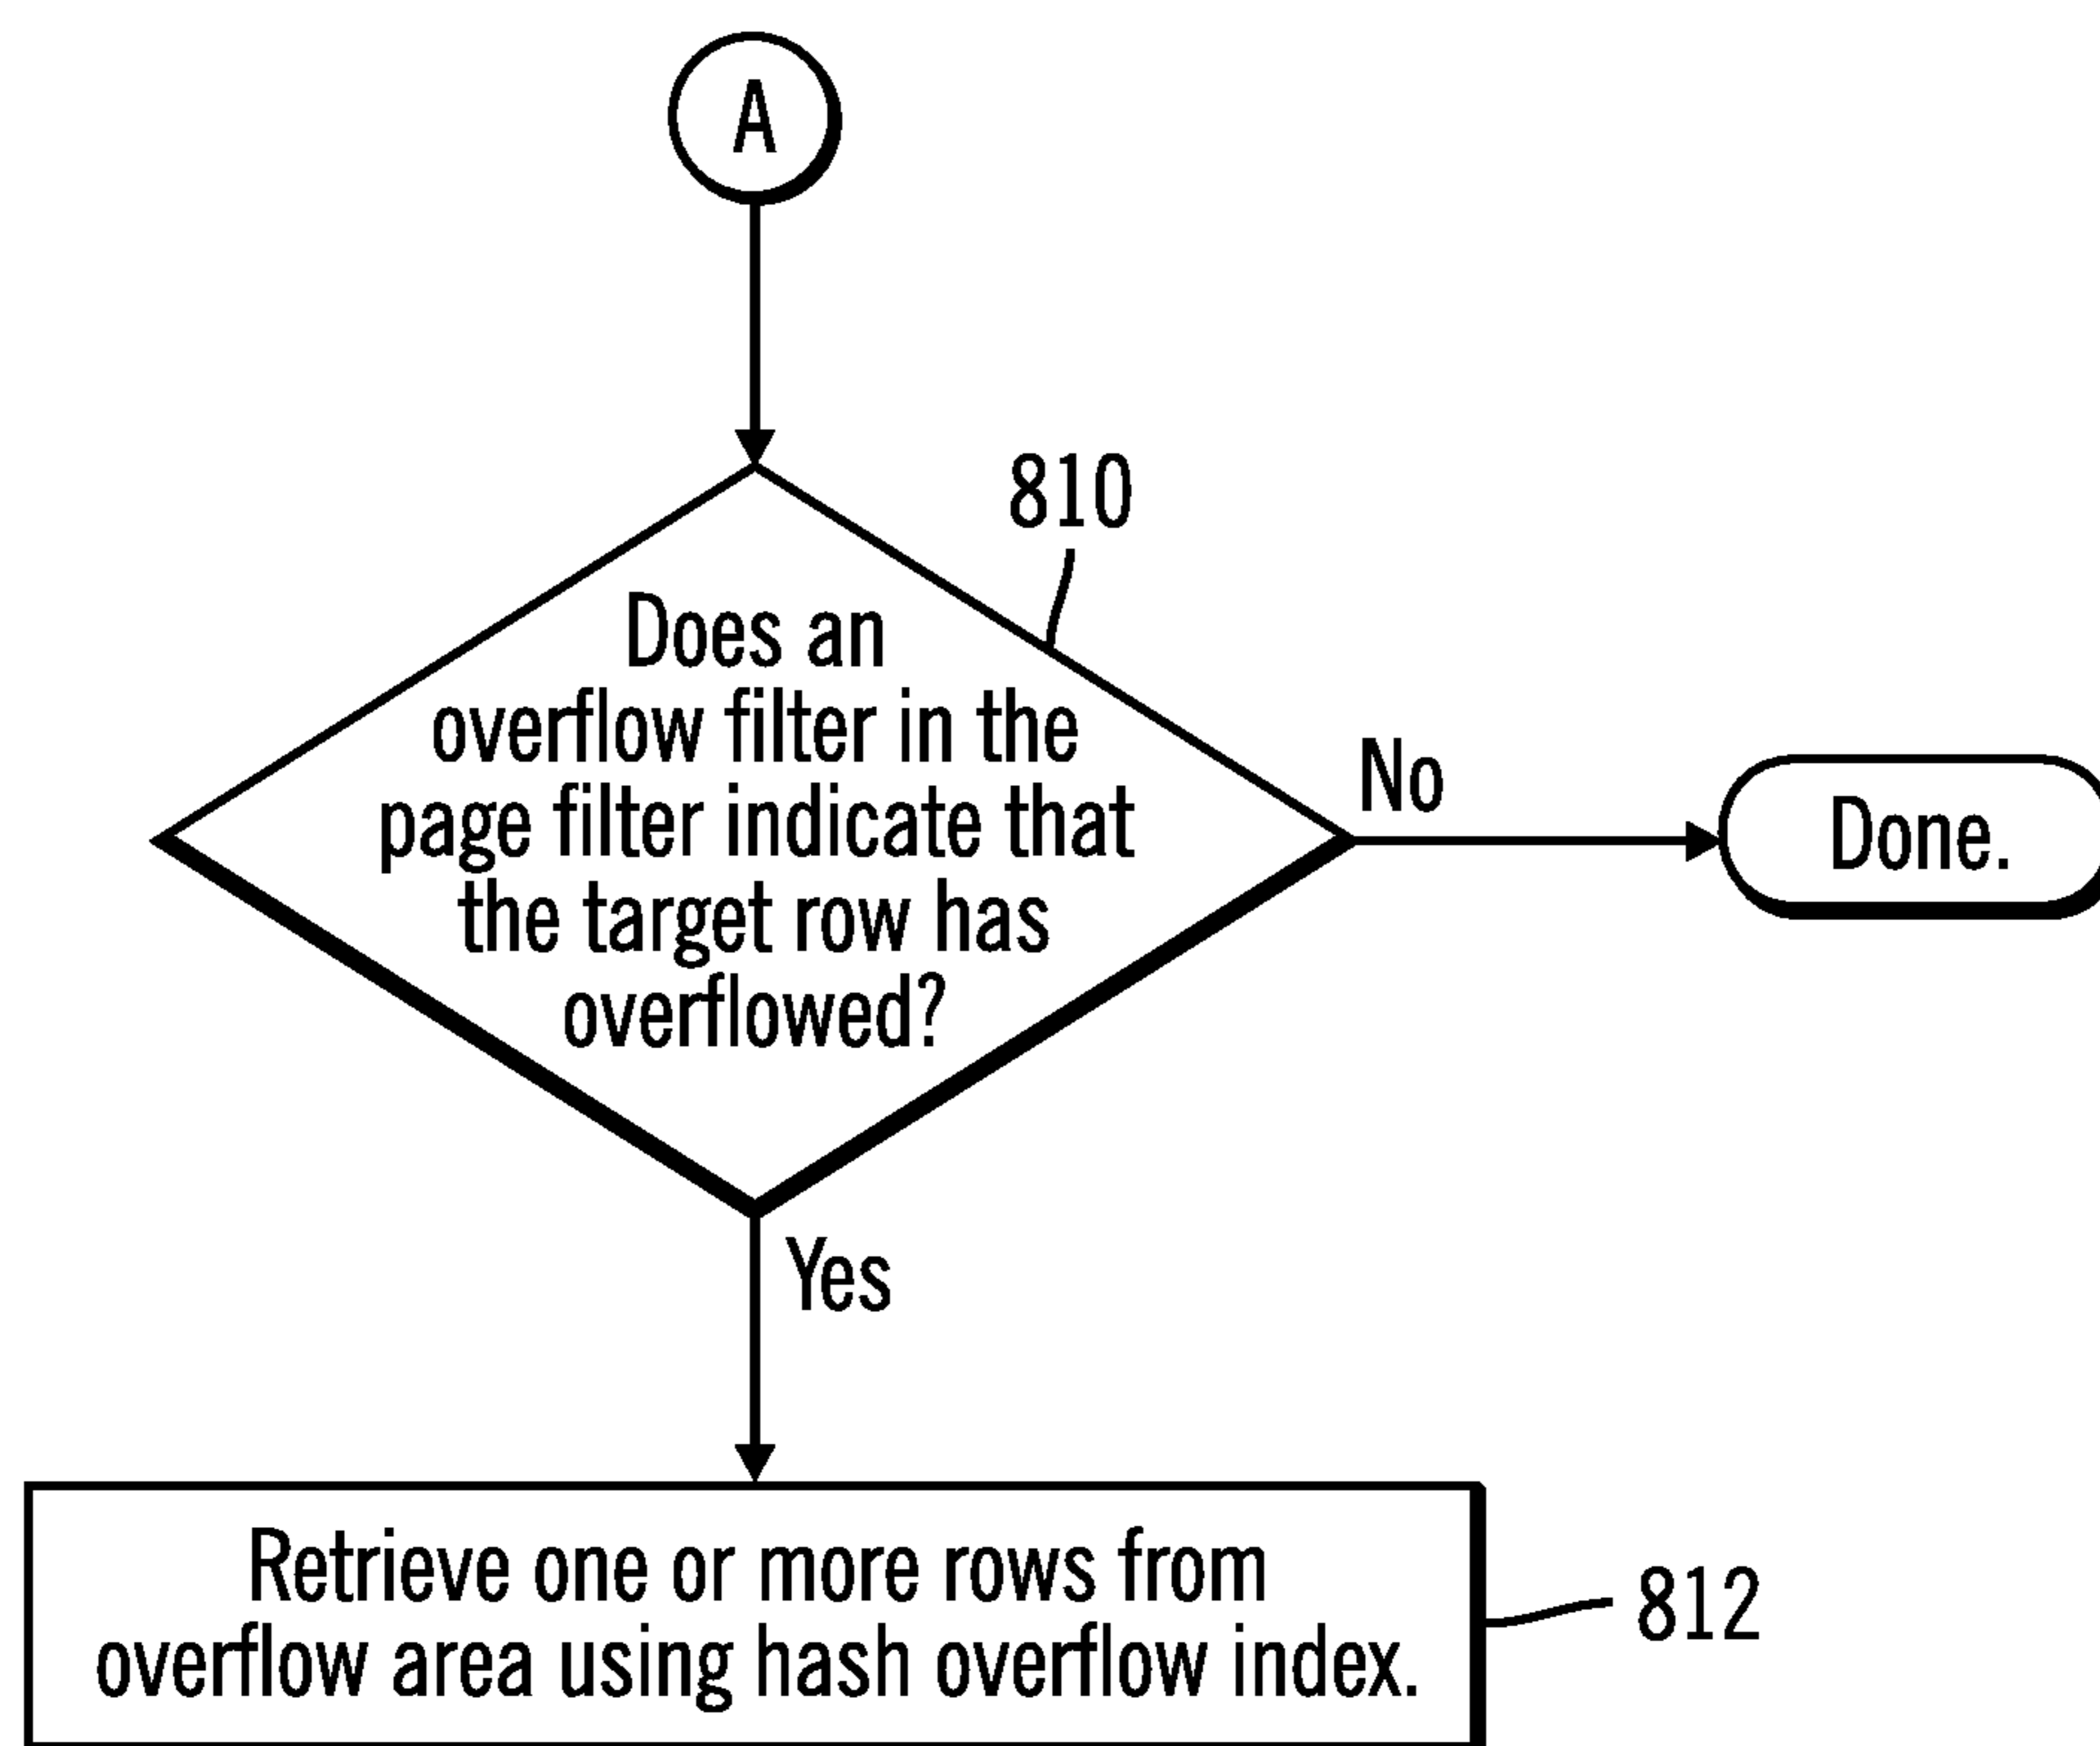 A
810
Does an
overflow filter in the
page filter indicate that
the target row has
overflowed?
No
Done.
Yes
Retrieve one or more rows from
overflow area using hash overflow index.
812